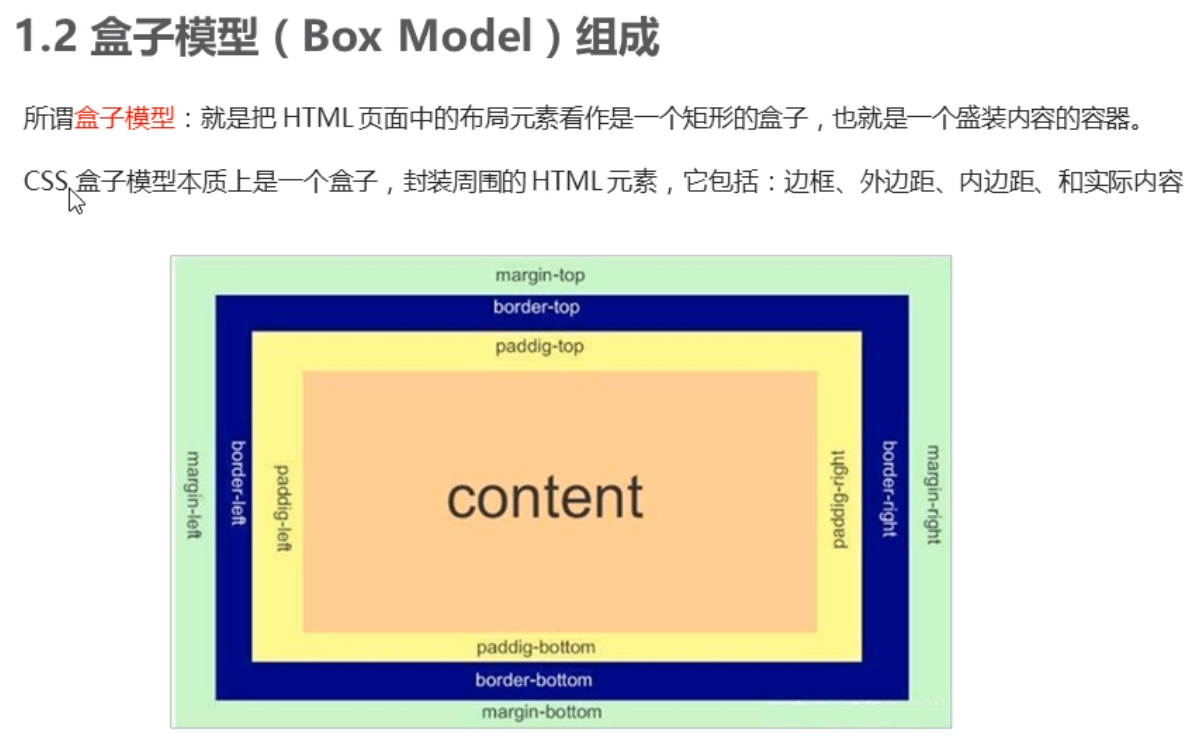 1.2 盒子模型（Box Model）组成
所谓盒子模型：就是把 HTML 页面中的布局元素看作是一个矩形的盒子，也就是一个盛装内容的容器。
CSS 盒子模型本质上是一个盒子，封装周围的 HTML 元素，它包括：边框、外边距、内边距、和实际内容
margin-top
border-top
paddig-top
margin-left
border-left
paddig-left
content
paddig-right
border-right
margin-right
paddig-bottom
border-bottom
margin-bottom